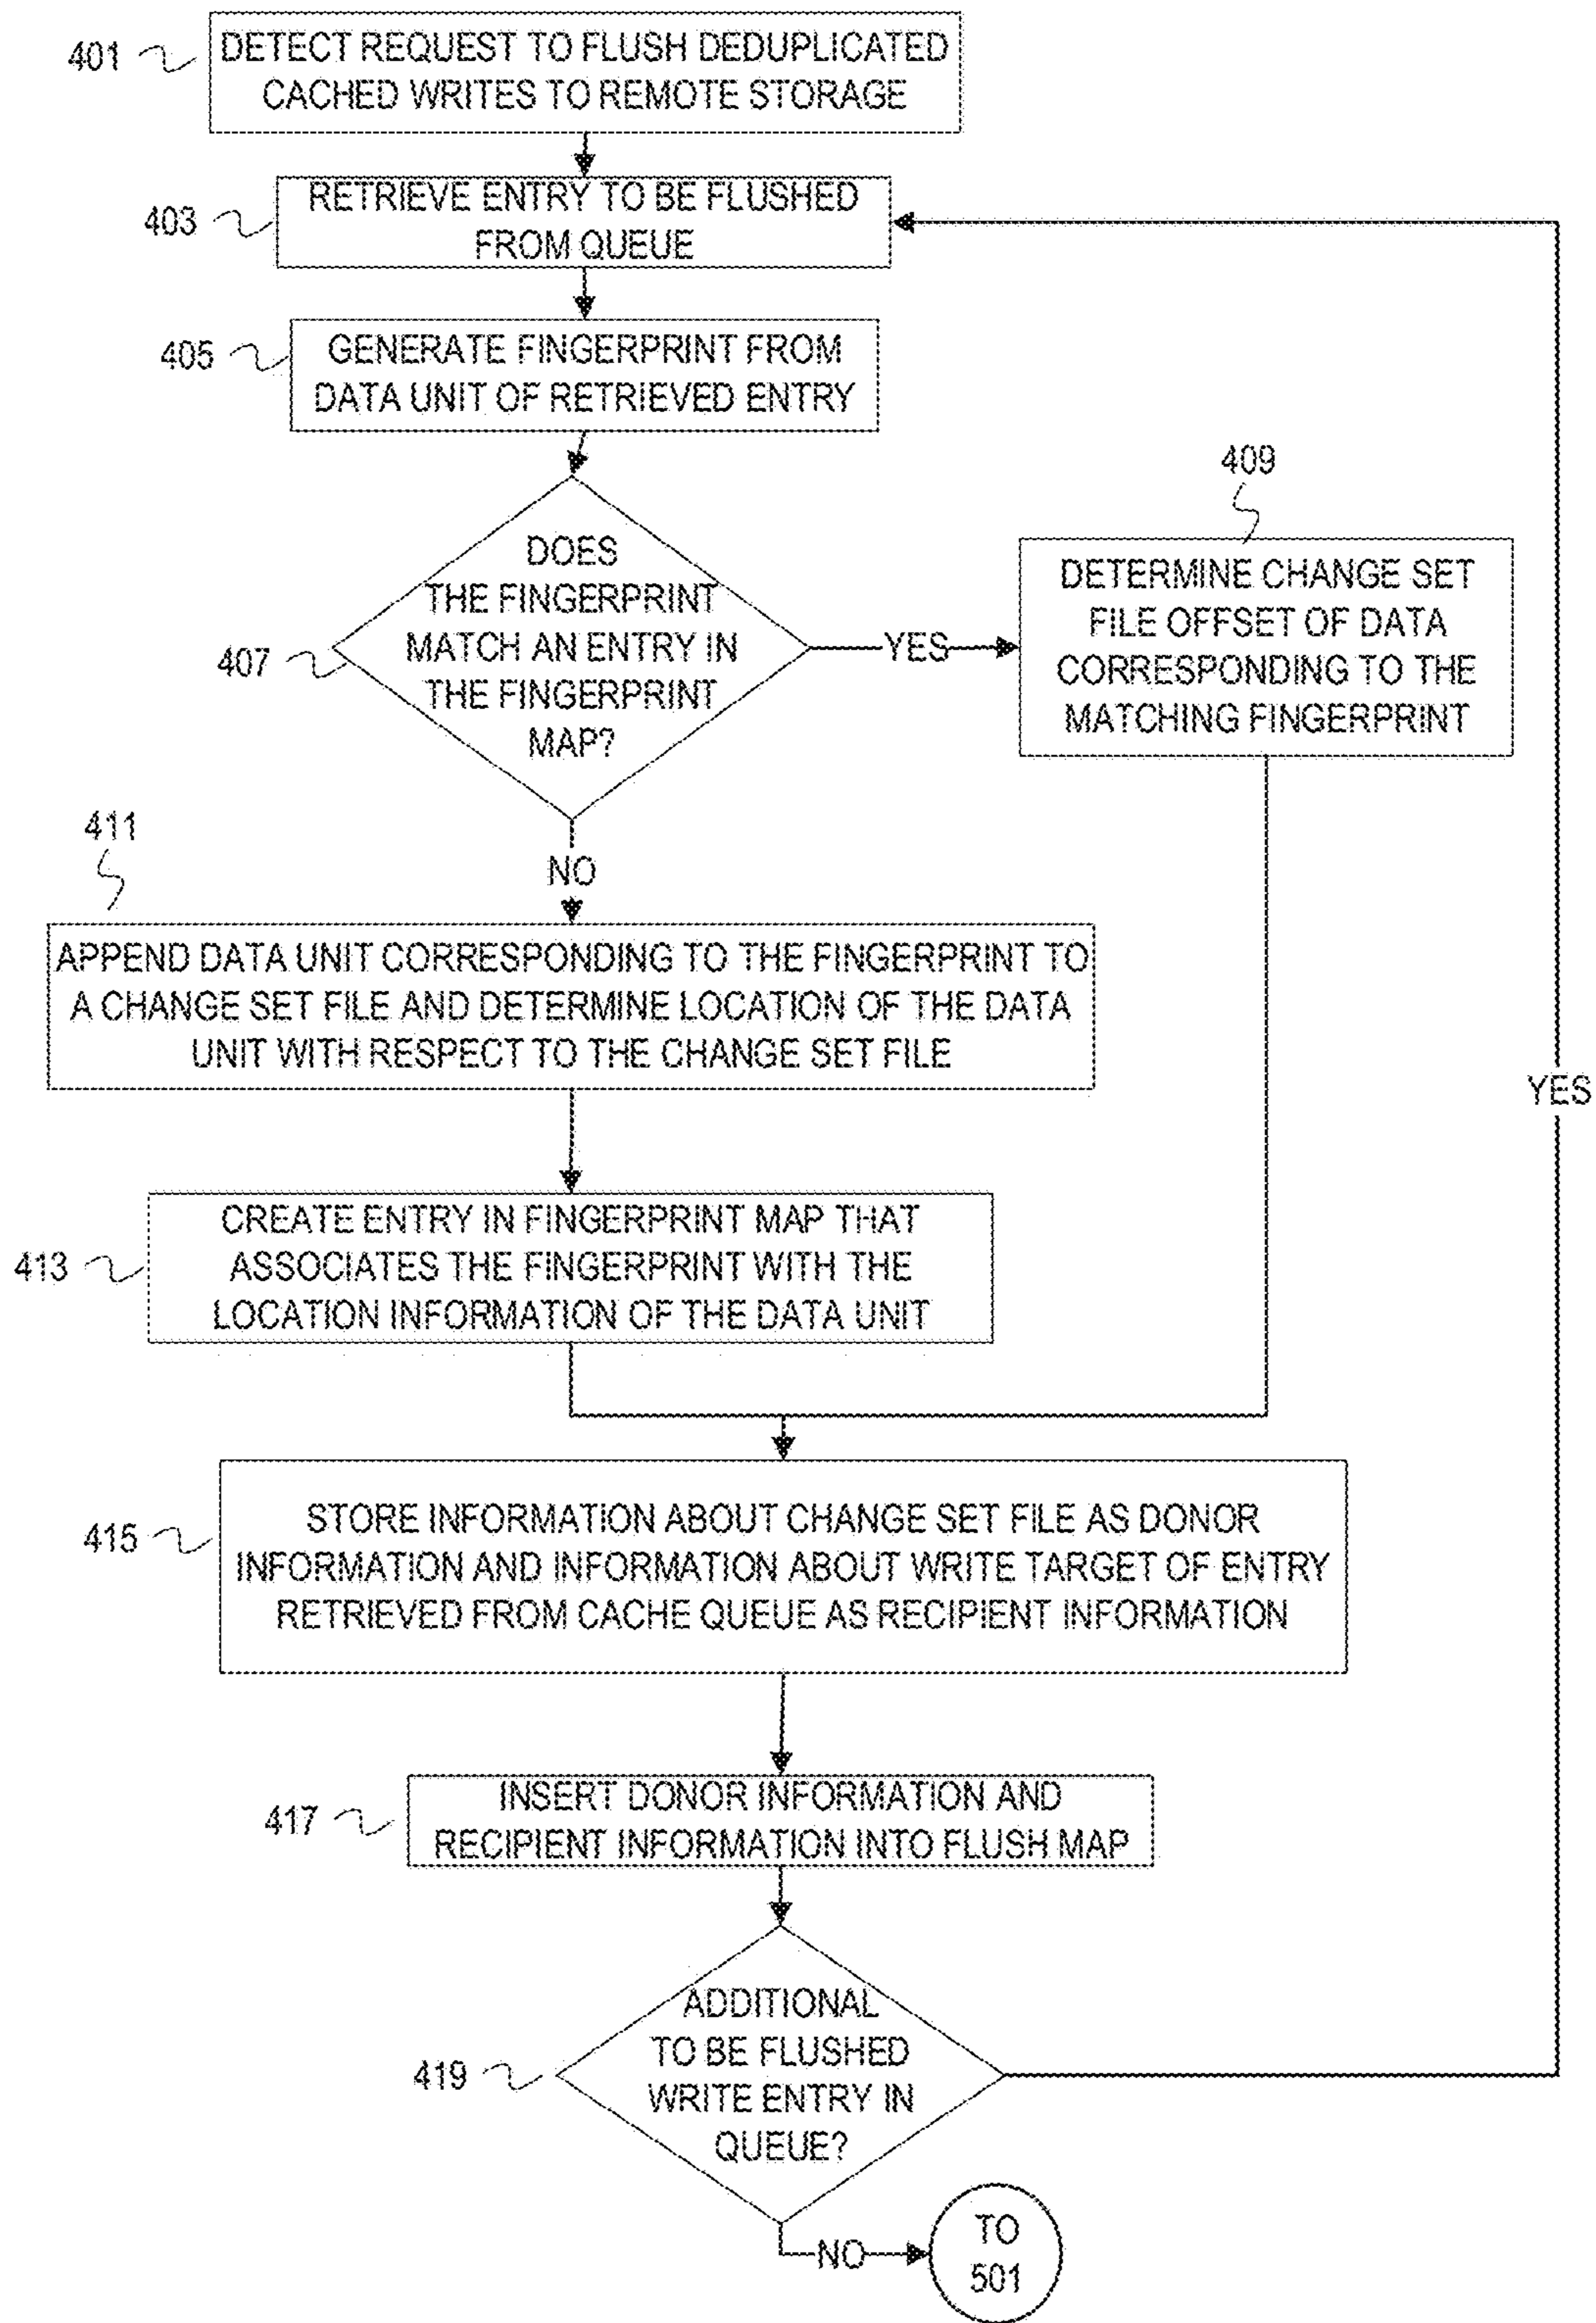 401
DETECT REQUEST TO FLUSH DEDUPLICATED
CACHED WRITES TO REMOTE STORAGE
403
RETRIEVE ENTRY TO BE FLUSHED
FROM QUEUE
405
GENERATE FINGERPRINT FROM
DATA UNIT OF RETRIEVED ENTRY
407
DOES
THE FINGERPRINT
MATCH AN ENTRY IN
THE FINGERPRINT
MAP?
YES
409
DETERMINE CHANGE SET
FILE OFFSET OF DATA
CORRESPONDING TO THE
MATCHING FINGERPRINT
NO
411
APPEND DATA UNIT CORRESPONDING TO THE FINGERPRINT TO
A CHANGE SET FILE AND DETERMINE LOCATION OF THE DATA
UNIT WITH RESPECT TO THE CHANGE SET FILE
YES
413
CREATE ENTRY IN FINGERPRINT MAP THAT
ASSOCIATES THE FINGERPRINT WITH THE
LOCATION INFORMATION OF THE DATA UNIT
415
STORE INFORMATION ABOUT CHANGE SET FILE AS DONOR
INFORMATION AND INFORMATION ABOUT WRITE TARGET OF ENTRY
RETRIEVED FROM CACHE QUEUE AS RECIPIENT INFORMATION
417
INSERT DONOR INFORMATION AND
RECIPIENT INFORMATION INTO FLUSH MAP
419
ADDITIONAL
TO BE FLUSHED
WRITE ENTRY IN
QUEUE?
NO
TO
501